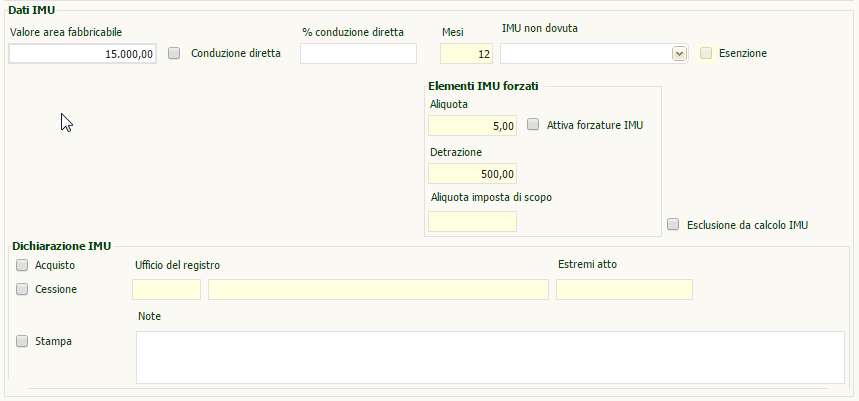 Dati IMU
Valore area fabbricabile % conduzione diretta Mesi IMU non dovuta
15.000,00 Conduzione diretta 12 Esenzione
Elementi IMU forzati
Aliquota
5,00 Attiva forzature IMU
Detrazione
500,00
Aliquota imposta di scopo
Esclusione da calcolo IMU
Dichiarazione IMU
Acquisto Ufficio del registro Estremi atto
Cessione
Note
Stampa